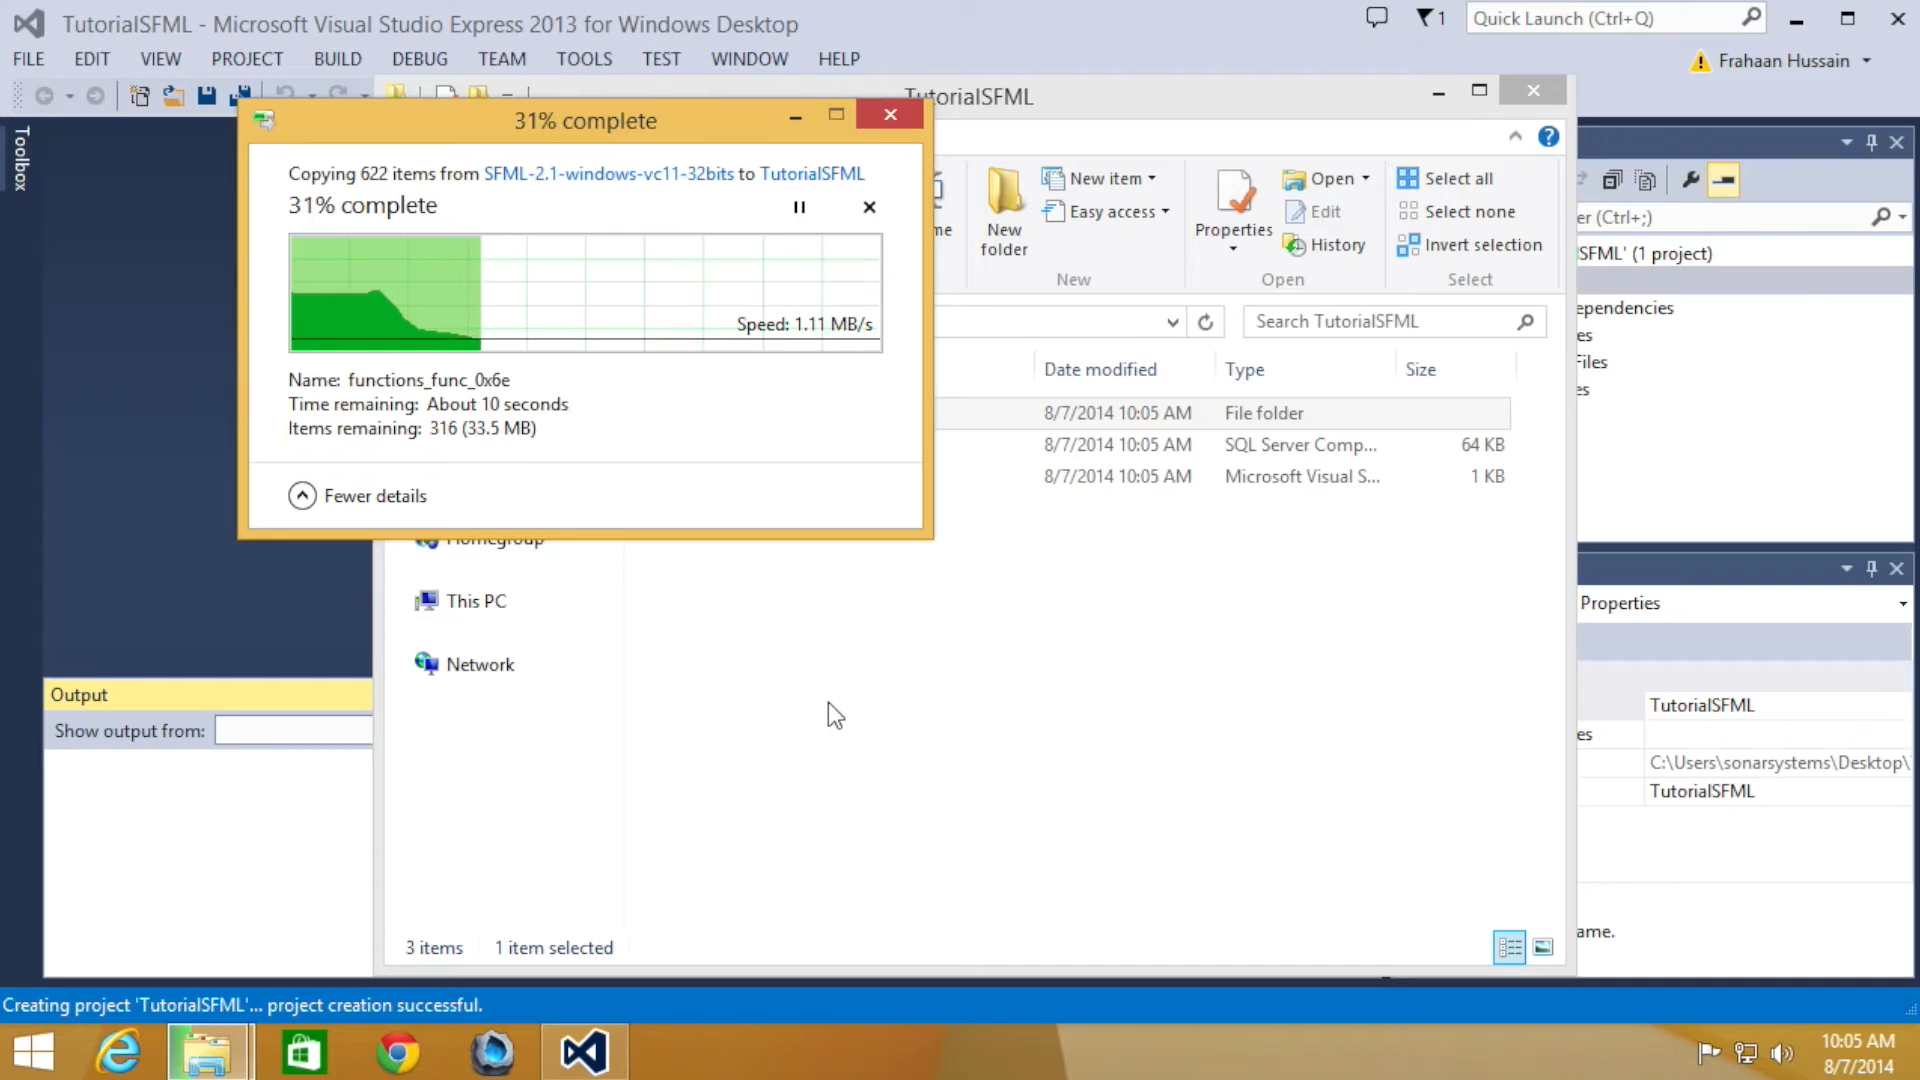 TutorialSFML - Microsoft Visual Studio Express 2013 for Windows Desktop
1
Quick Launch (Ctrl+Q)
FILE EDIT VIEW PROJECT BUILD DEBUG TEAM TOOLS TEST WINDOW HELP
Frahaan Hussain
TutorialSFML
Toolbox
31% complete
Copying 622 items from SFML-2.1-windows-vc11-32bits to TutorialSFML
31% complete
Speed: 1.11 MB/s
Name: functions_func_0x6e
Time remaining: About 10 seconds
Items remaining: 316 (33.5 MB)
Fewer details
me
New folder
New item
Easy access
New
Properties
Open
Edit
History
Open
Select all
Select none
Invert selection
Select
Search TutorialSFML
Date modified Type Size
8/7/2014 10:05 AM File folder
8/7/2014 10:05 AM SQL Server Comp... 64 KB
8/7/2014 10:05 AM Microsoft Visual S... 1 KB
Homegroup
This PC
Network
3 items 1 item selected
er (Ctrl+;)
SFML' (1 project)
ependencies
es
Files
es
Properties
TutorialSFML
es
C:\Users\sonarsystems\Desktop\
TutorialSFML
ame.
Output
Show output from:
Creating project 'TutorialSFML'... project creation successful.
10:05 AM
8/7/2014